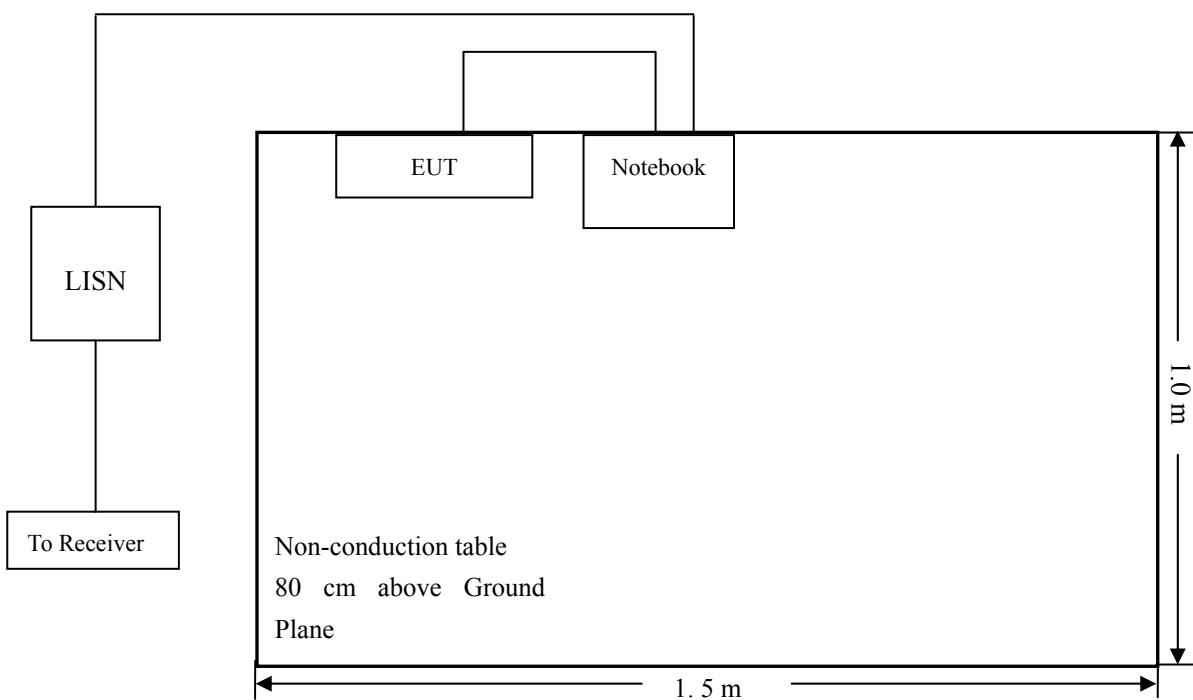 EUT
Notebook
LISN
1.0 m
To Receiver
Non-conduction table
80 cm above Ground
Plane
1. 5 m